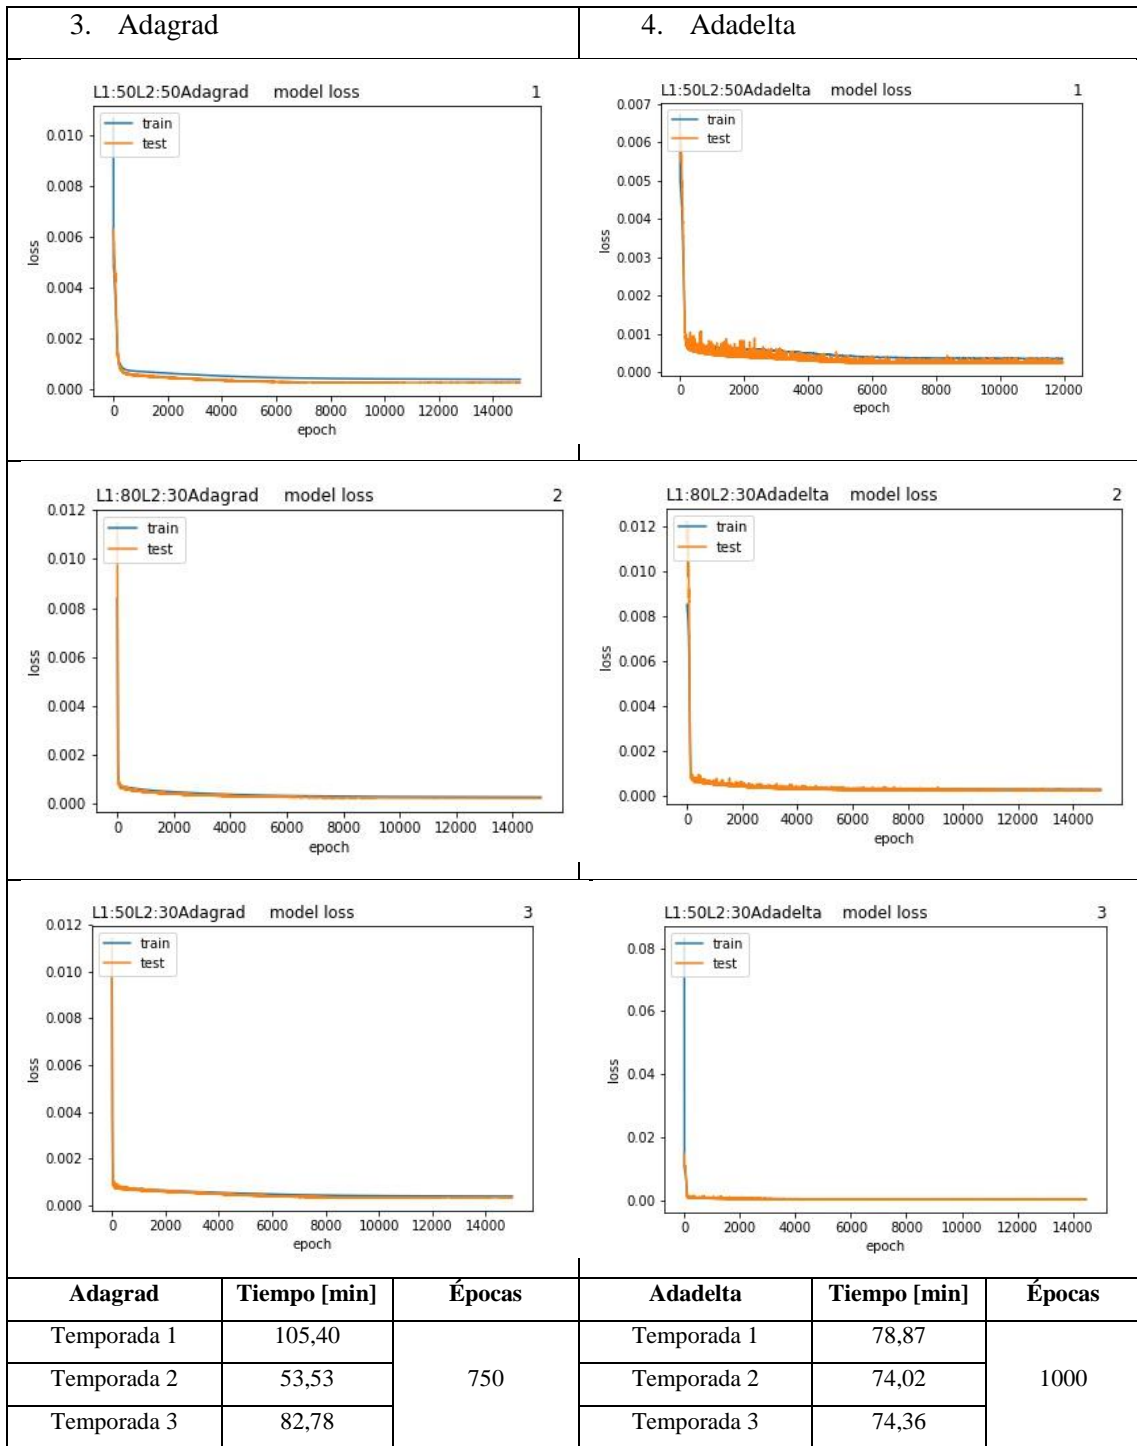 3. Adagrad
4. Adadelta
L1:50L2:50Adagrad model loss 1
train
test
0.010
0.008
0.006
0.004
0.002
0.000
loss
0 2000 4000 6000 8000 10000 12000 14000
epoch
L1:50L2:50Adadelta model loss 1
train
test
0.007
0.006
0.005
0.004
0.003
0.002
0.001
0.000
loss
0 2000 4000 6000 8000 10000 12000
epoch
L1:80L2:30Adagrad model loss 2
train
test
0.012
0.010
0.008
0.006
0.004
0.002
0.000
loss
0 2000 4000 6000 8000 10000 12000 14000
epoch
L1:80L2:30Adadelta model loss 2
train
test
0.012
0.010
0.008
0.006
0.004
0.002
0.000
loss
0 2000 4000 6000 8000 10000 12000 14000
epoch
L1:50L2:30Adagrad model loss 3
train
test
0.012
0.010
0.008
0.006
0.004
0.002
0.000
loss
0 2000 4000 6000 8000 10000 12000 14000
epoch
L1:50L2:30Adadelta model loss 3
train
test
0.08
0.06
0.04
0.02
0.00
loss
0 2000 4000 6000 8000 10000 12000 14000
epoch
Adagrad Tiempo [min] Épocas Adadelta Tiempo [min] Épocas
Temporada 1 105,40 Temporada 1 78,87
Temporada 2 53,53 750 Temporada 2 74,02 1000
Temporada 3 82,78 Temporada 3 74,36